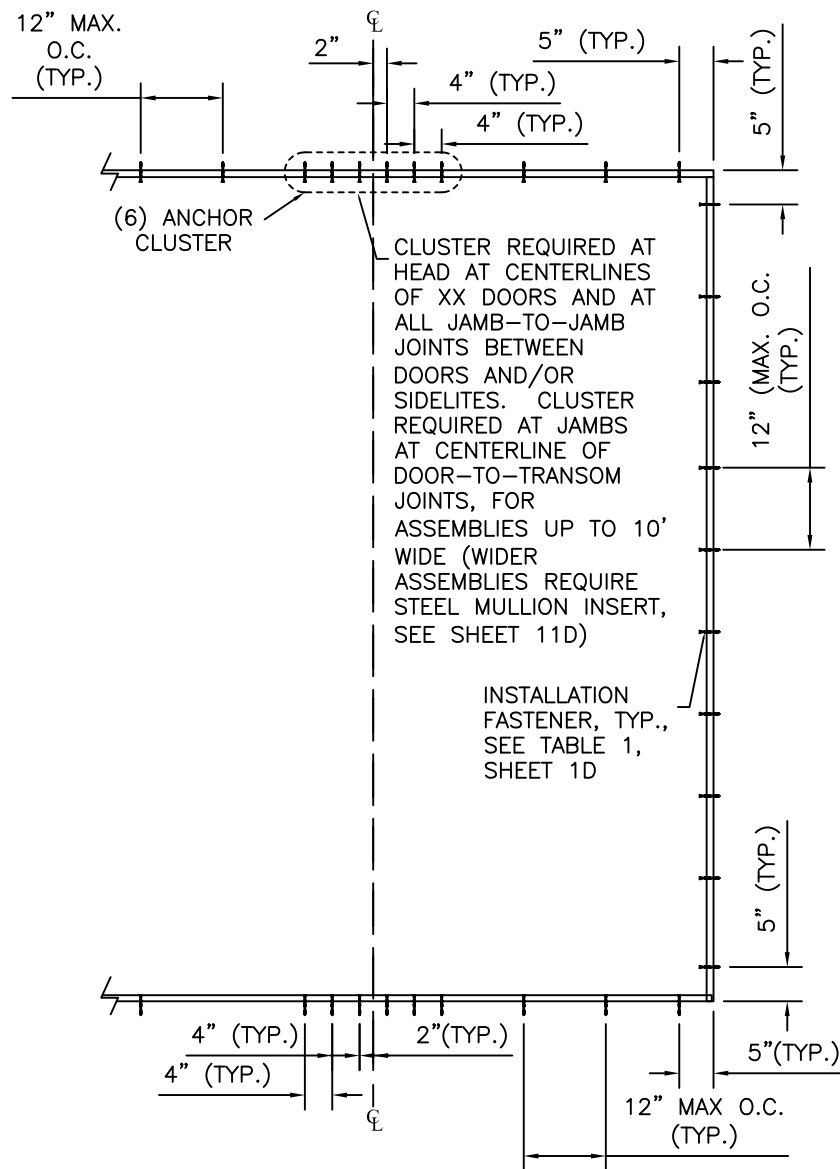 12” MAX.
O.C.
(TYP.)
℄
2”
5” (TYP.)
4” (TYP.)
4” (TYP.)
5” (TYP.)
(6) ANCHOR
CLUSTER
CLUSTER REQUIRED AT
HEAD AT CENTERLINES
OF XX DOORS AND AT
ALL JAMB-TO-JAMB
JOINTS BETWEEN
DOORS AND/OR
SIDELITES. CLUSTER
REQUIRED AT JAMBS
AT CENTERLINE OF
DOOR-TO-TRANSOM
JOINTS, FOR
ASSEMBLIES UP TO 10’
WIDE (WIDER
ASSEMBLIES REQUIRE
STEEL MULLION INSERT,
SEE SHEET 11D)
12” (MAX. O.C.
(TYP.)
INSTALLATION
FASTENER, TYP.,
SEE TABLE 1,
SHEET 1D
5” (TYP.)
4” (TYP.)
2”(TYP.)
4” (TYP.)
5”(TYP.)
℄
12” MAX O.C.
(TYP.)